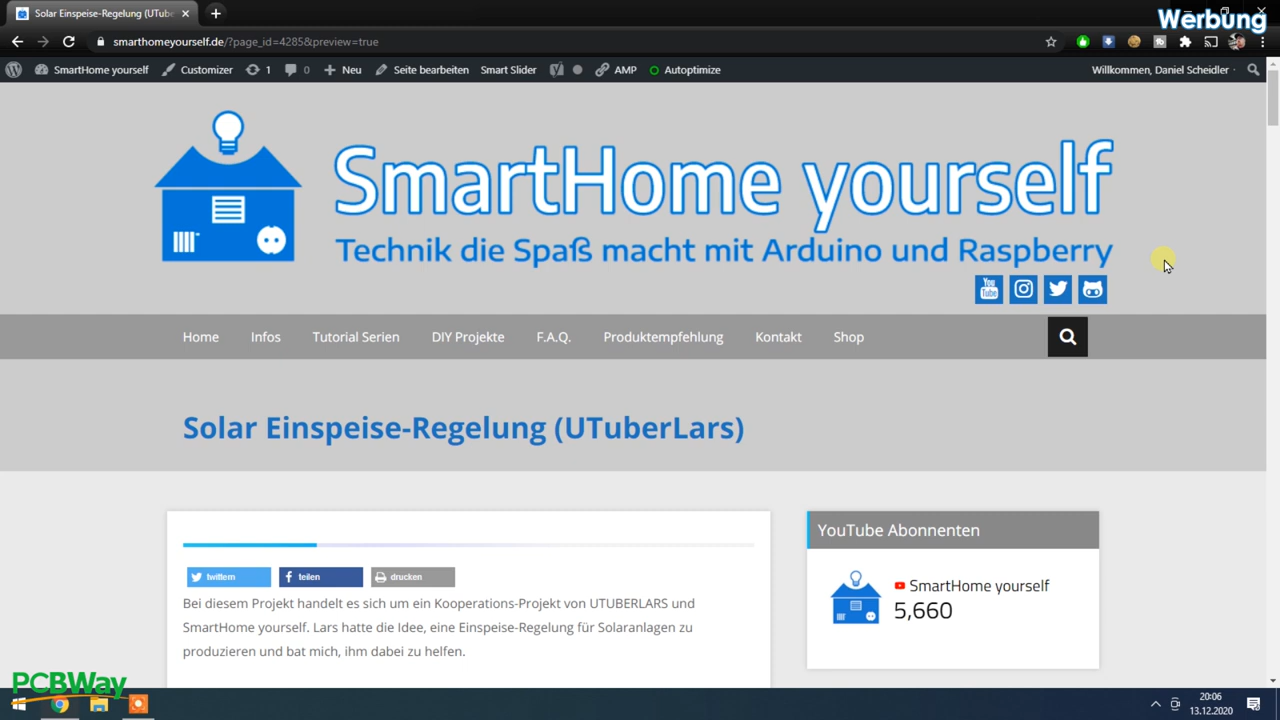 Solar Einspeise-Regelung (UTube
Werbung
smarthomeyourself.de/?page_id=4285&preview=true
SmartHome yourself Customizer 1 0 Neu Seite bearbeiten Smart Slider AMP Autoptimize Willkommen, Daniel Scheidler
SmartHome yourself
Technik die Spaß macht mit Arduino und Raspberry
You
Tube
Home Infos Tutorial Serien DIY Projekte F.A.Q. Produktempfehlung Kontakt Shop
Solar Einspeise-Regelung (UTuberLars)
twittern teilen drucken
Bei diesem Projekt handelt es sich um ein Kooperations-Projekt von UTUBERLARS und
SmartHome yourself. Lars hatte die Idee, eine Einspeise-Regelung für Solaranlagen zu
produzieren und bat mich, ihm dabei zu helfen.
YouTube Abonnenten
SmartHome yourself
5,660
PCBWay
20:06
13.12.2020